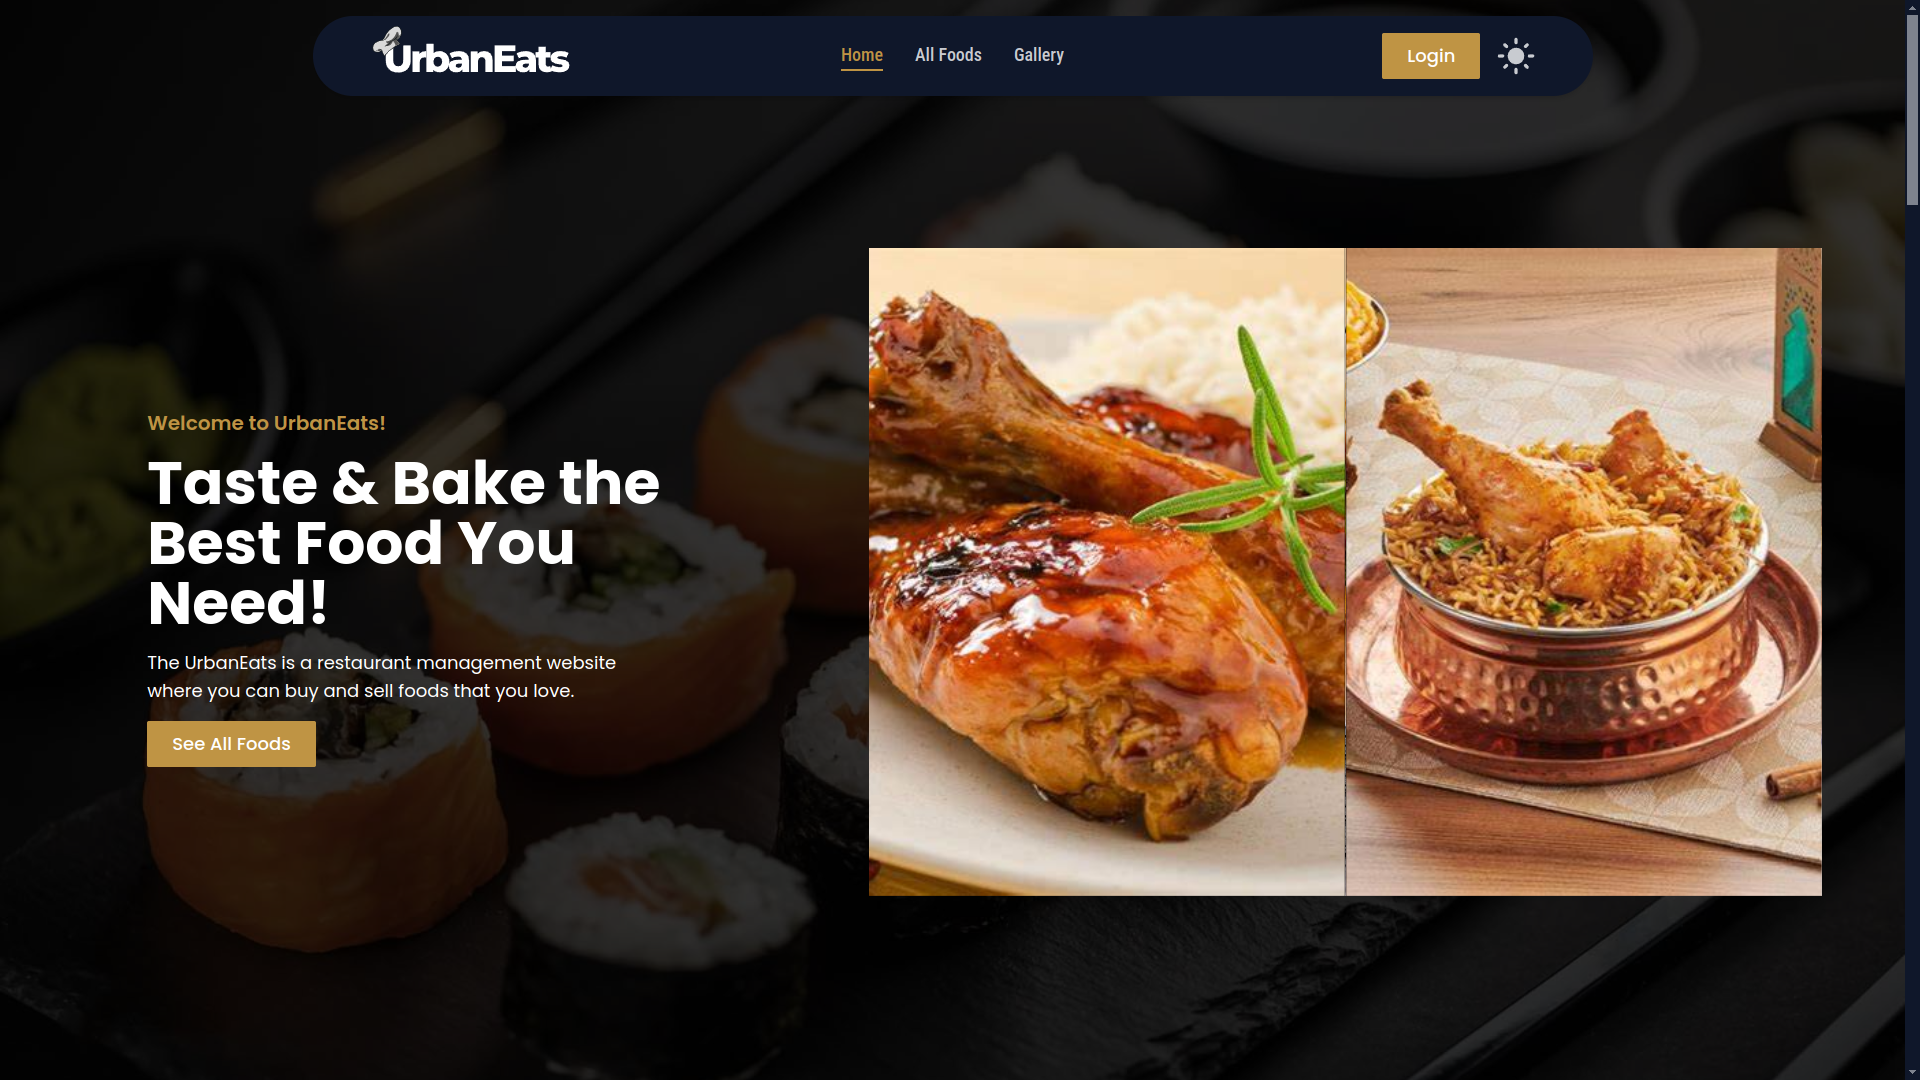 UrbanEats
Home
All Foods
Gallery
Login
Welcome to UrbanEats!
Taste & Bake the
Best Food You
Need!
The UrbanEats is a restaurant management website
where you can buy and sell foods that you love.
See All Foods